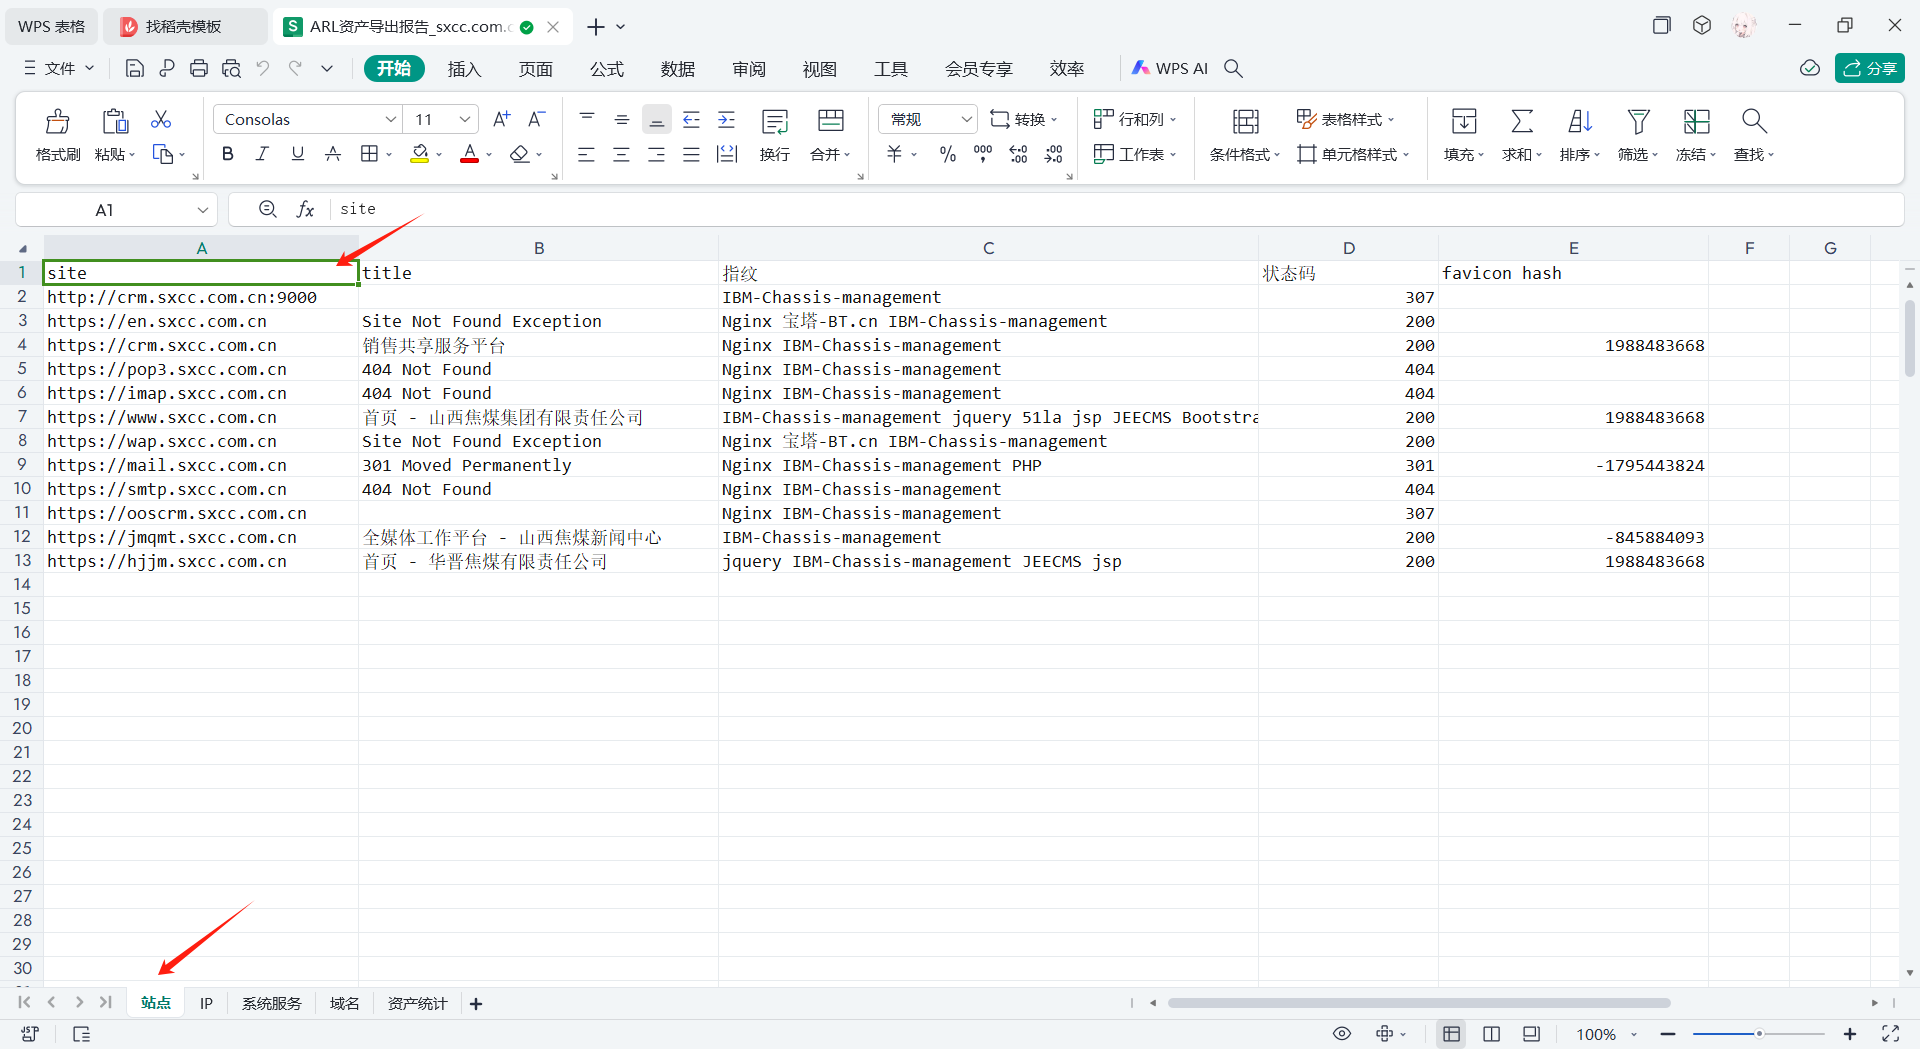 WPS 表格
找稻壳模板
S ARL资产导出报告_sxcc.com.c
文件
开始 插入 页面 公式 数据 审阅 视图 工具 会员专享 效率
WPS AI
分享
格式刷 粘贴
Consolas 11
换行 合并
常规
转换
行和列
工作表
条件格式
表格样式
单元格样式
填充 求和 排序 筛选 冻结 查找
A1
fx site
A B C D E F G
1 site title 指纹 状态码 favicon hash
2 http://crm.sxcc.com.cn:9000 IBM-Chassis-management 307
3 https://en.sxcc.com.cn Site Not Found Exception Nginx 宝塔-BT.cn IBM-Chassis-management 200
4 https://crm.sxcc.com.cn 销售共享服务平台 Nginx IBM-Chassis-management 200 1988483668
5 https://pop3.sxcc.com.cn 404 Not Found Nginx IBM-Chassis-management 404
6 https://imap.sxcc.com.cn 404 Not Found Nginx IBM-Chassis-management 404
7 https://www.sxcc.com.cn 首页 - 山西焦煤集团有限责任公司 IBM-Chassis-management jquery 51la jsp JEECMS Bootstra 200 1988483668
8 https://wap.sxcc.com.cn Site Not Found Exception Nginx 宝塔-BT.cn IBM-Chassis-management 200
9 https://mail.sxcc.com.cn 301 Moved Permanently Nginx IBM-Chassis-management PHP 301 -1795443824
10 https://smtp.sxcc.com.cn 404 Not Found Nginx IBM-Chassis-management 404
11 https://ooscrm.sxcc.com.cn Nginx IBM-Chassis-management 307
12 https://jmqmt.sxcc.com.cn 全媒体工作平台 - 山西焦煤新闻中心 IBM-Chassis-management 200 -845884093
13 https://hjjm.sxcc.com.cn 首页 - 华晋焦煤有限责任公司 jquery IBM-Chassis-management JEECMS jsp 200 1988483668
14
15
16
17
18
19
20
21
22
23
24
25
26
27
28
29
30
站点 IP 系统服务 域名 资产统计
100%